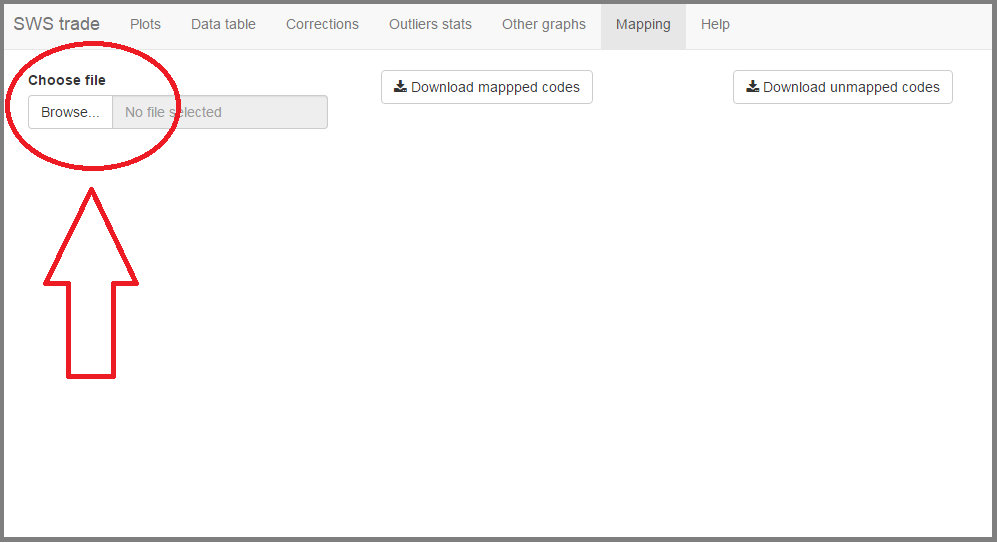 SWS trade Plots Data table Corrections Outliers stats Other graphs Mapping Help
Choose file
Browse... No file selected
Download mappped codes
Download unmapped codes